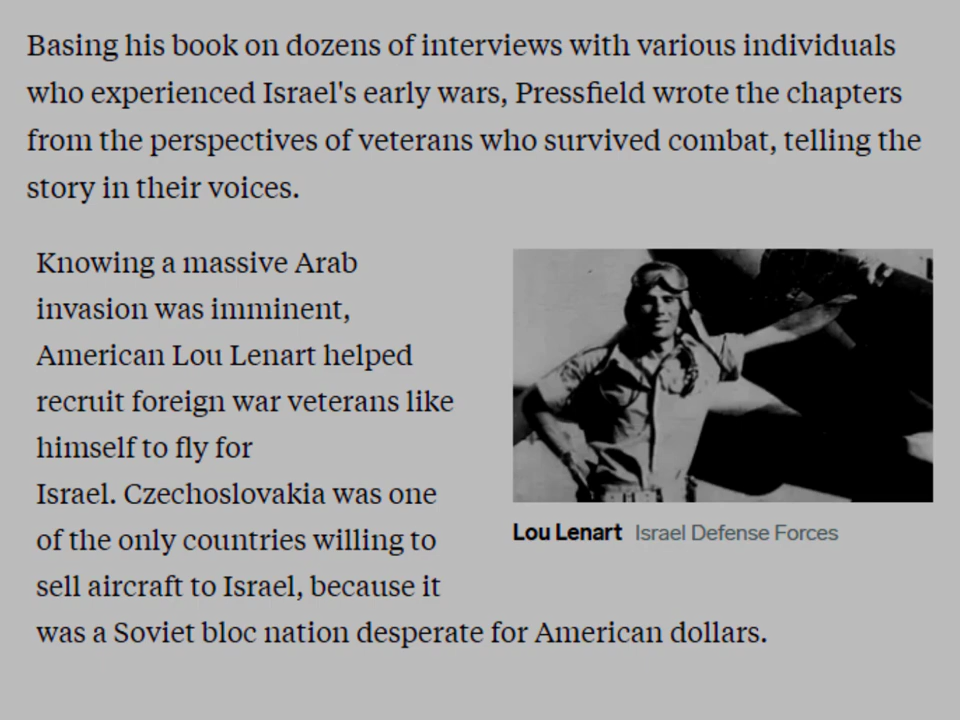 Basing his book on dozens of interviews with various individuals
who experienced Israel's early wars, Pressfield wrote the chapters
from the perspectives of veterans who survived combat, telling the
story in their voices.
Knowing a massive Arab
invasion was imminent,
American Lou Lenart helped
recruit foreign war veterans like
himself to fly for
Israel. Czechoslovakia was one
of the only countries willing to
sell aircraft to Israel, because it
was a Soviet bloc nation desperate for American dollars.
Lou Lenart Israel Defense Forces